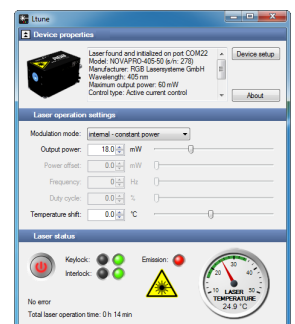 Ltune
Device properties
Laser found and initialized on port COM22
Model: NOVAPRO-405-50 (s/n: 278)
Manufacturer: RGB Lasersysteme GmbH
Wavelength: 405 nm
Maximum output power: 60 mW
Control type: Active current control
Device setup
About
Laser operation settings
Modulation mode: internal - constant power
Output power: 18.0 mW
Power offset: 0.0 mW
Frequency: 0 Hz
Duty cycle: 0.0 %
Temperature shift: 0.0 °C
Laser status
Keylock:
Interlock:
Emission:
10 20 30 40 50
LASER
TEMPERATURE
24.9 °C
No error
Total laser operation time: 0 h 14 min